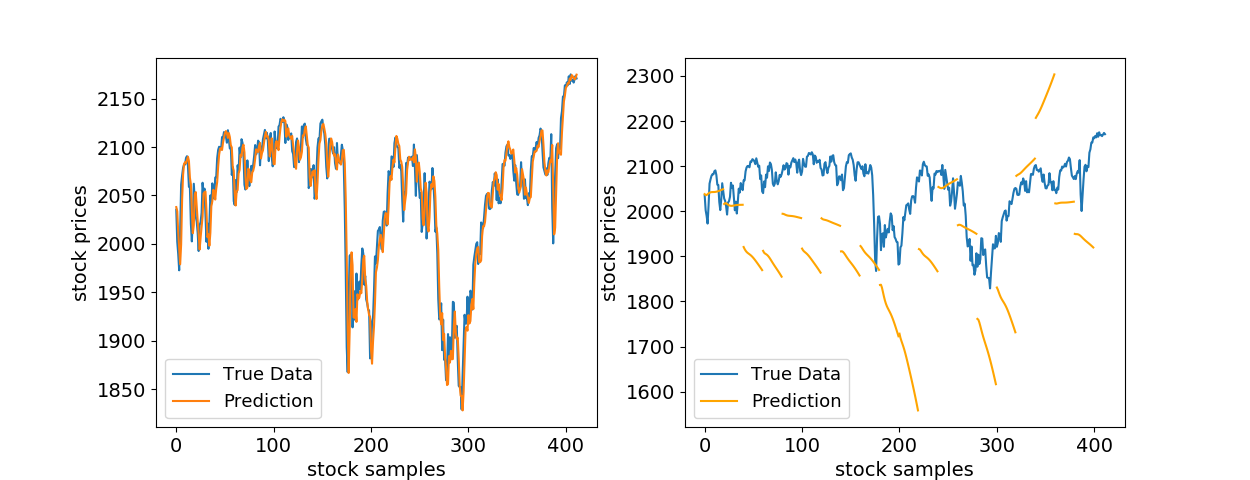 2150
2100
2050
2000
1950
1900
1850
stock prices
True Data
Prediction
0 100 200 300 400
stock samples
2300
2200
2100
2000
1900
1800
1700
1600
stock prices
True Data
Prediction
0 100 200 300 400
stock samples